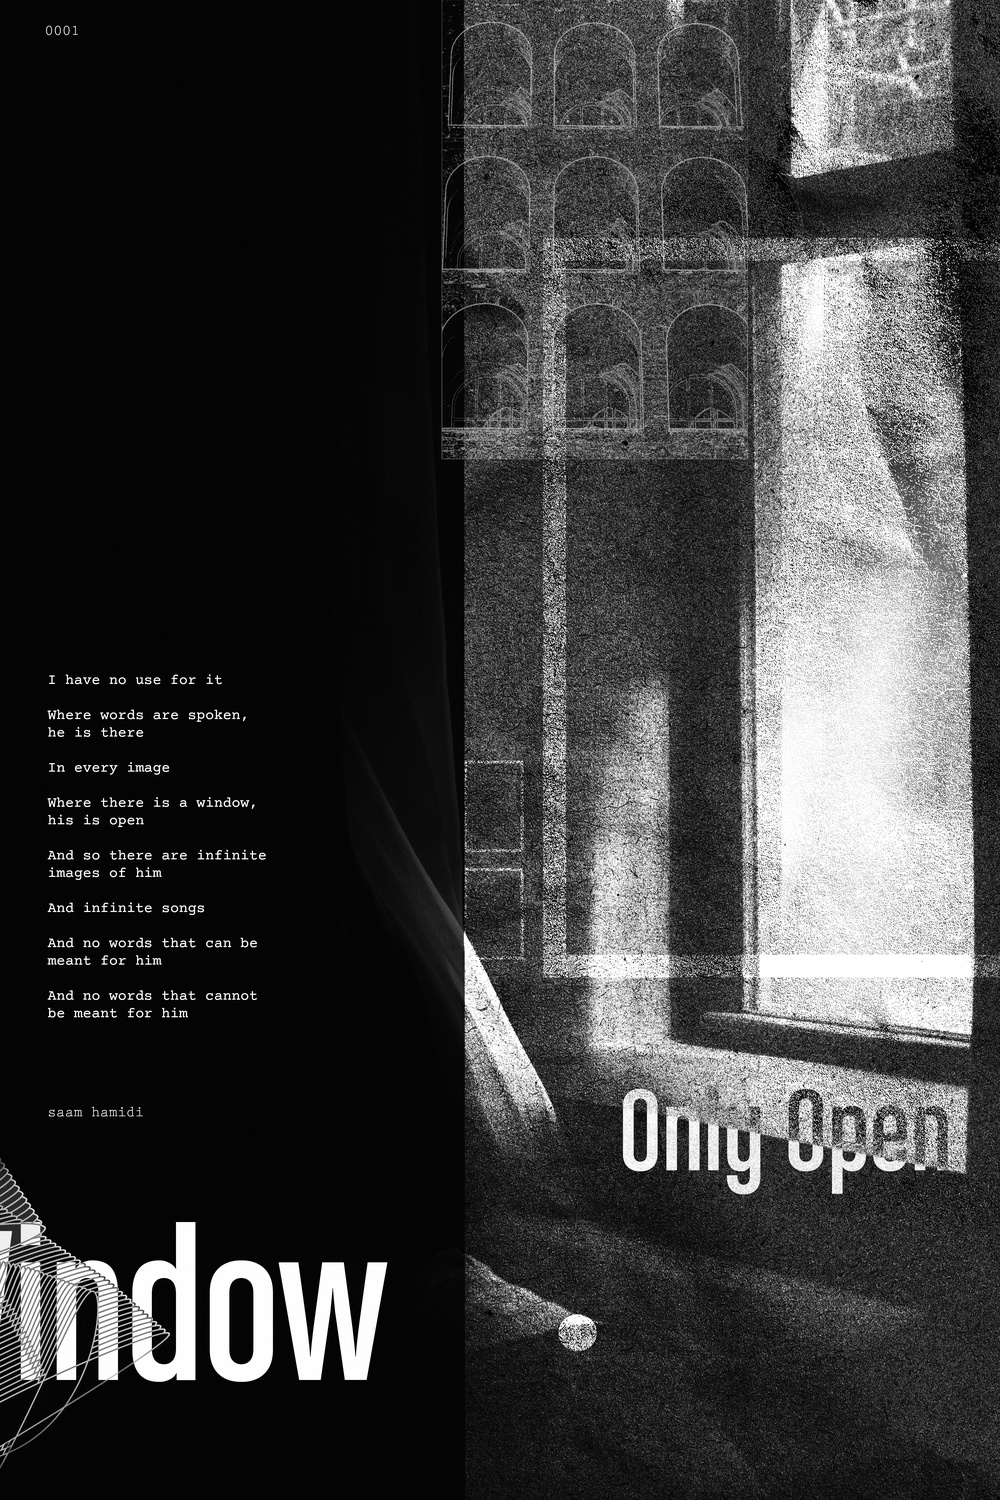 0001
I have no use for it
Where words are spoken,
he is there
In every image
Where there is a window,
his is open
And so there are infinite
images of him
And infinite songs
And no words that can be
meant for him
And no words that cannot
be meant for him
saam hamidi
Only Open
Window